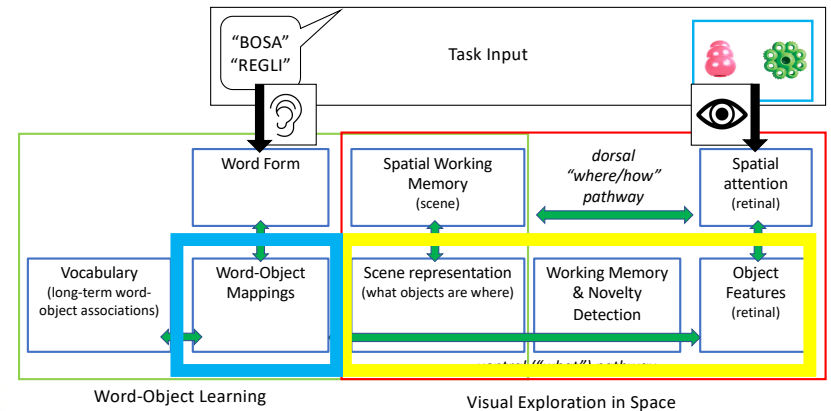 “BOSA”
“REGLI”
Task Input
Word Form
Spatial Working
Memory
(scene)
dorsal
“where/how”
pathway
Spatial
attention
(retinal)
Vocabulary
(long-term word-
object associations)
Word-Object
Mappings
Scene representation
(what objects are where)
Working Memory
& Novelty
Detection
Object
Features
(retinal)
Word-Object Learning
Visual Exploration in Space